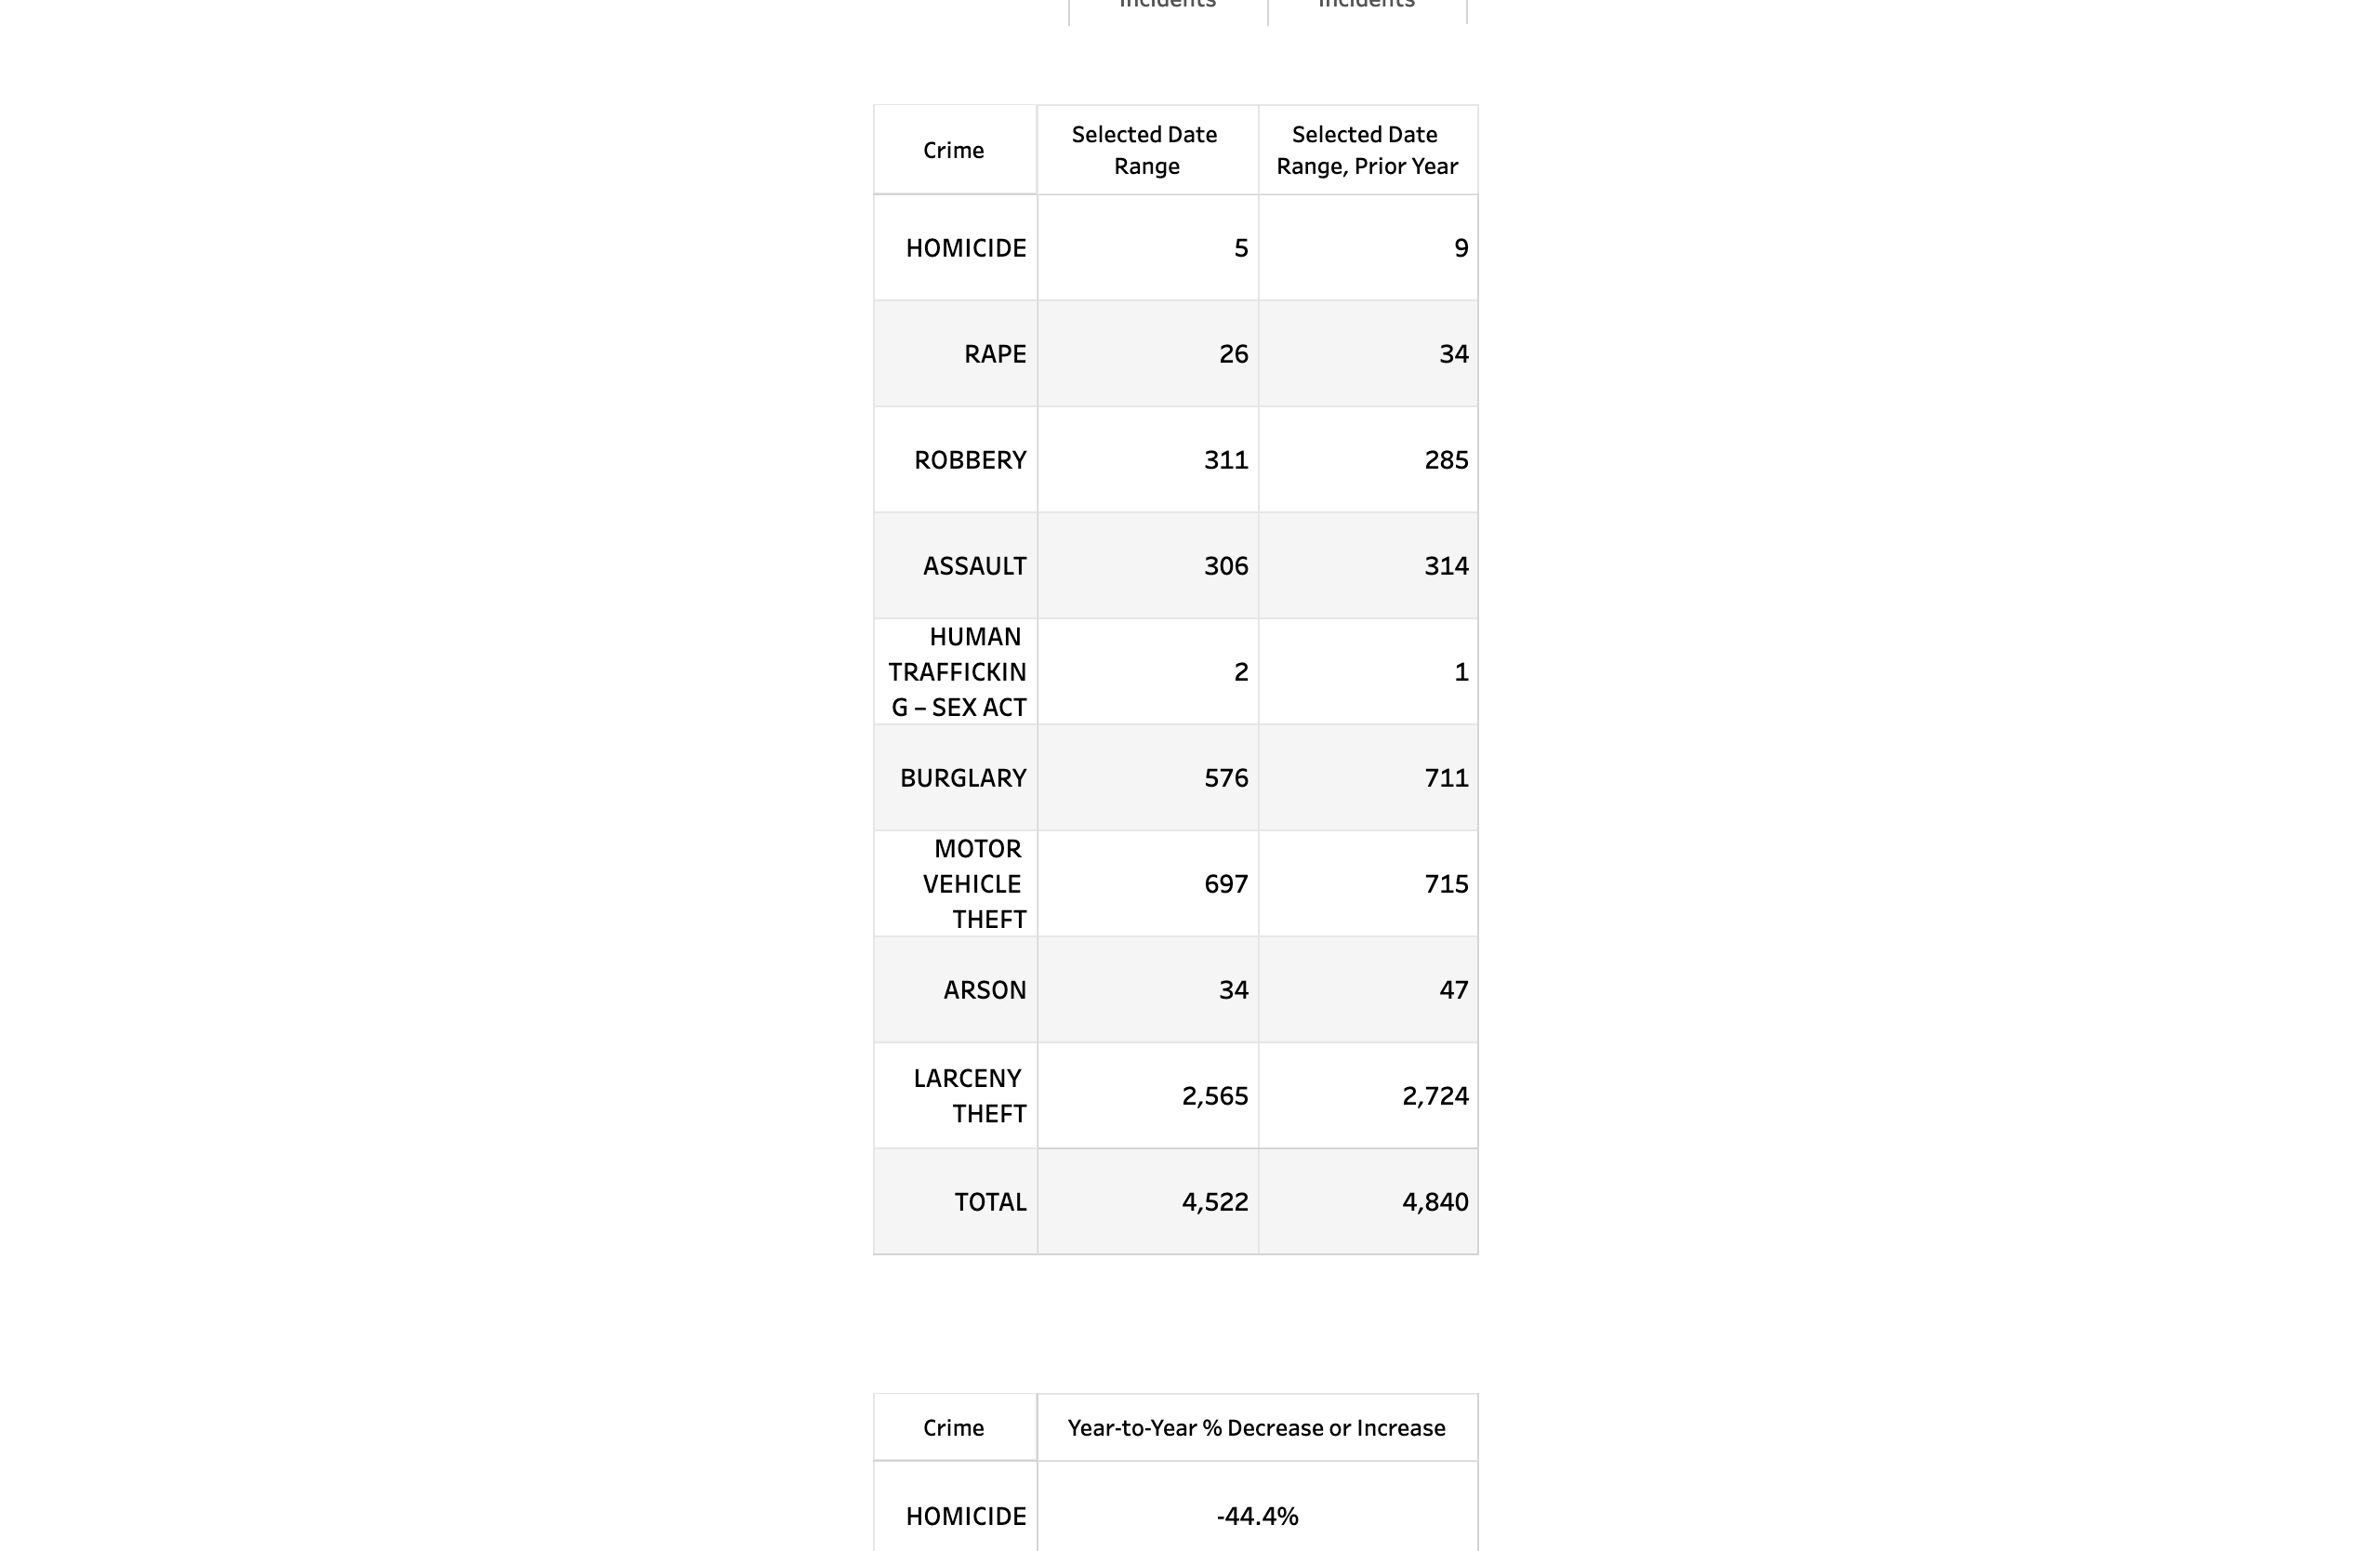 Incidents Incidents
Crime
Selected Date
Range
Selected Date
Range, Prior Year
HOMICIDE 5 9
RAPE 26 34
ROBBERY 311 285
ASSAULT 306 314
HUMAN
TRAFFICKIN
G – SEX ACT
2 1
BURGLARY 576 711
MOTOR
VEHICLE
THEFT
697 715
ARSON 34 47
LARCENY
THEFT
2,565 2,724
TOTAL 4,522 4,840
Crime Year-to-Year % Decrease or Increase
HOMICIDE -44.4%